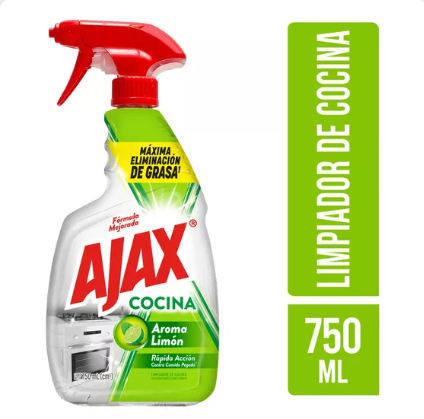 MÁXIMA
ELIMINACIÓN
DE GRASA¹
Fórmula
Mejorada
AJAX®
COCINA
Aroma
Limón
Rápida Acción
Contra Comida Pegada
LIMPIADOR DE COCINA
750
ML